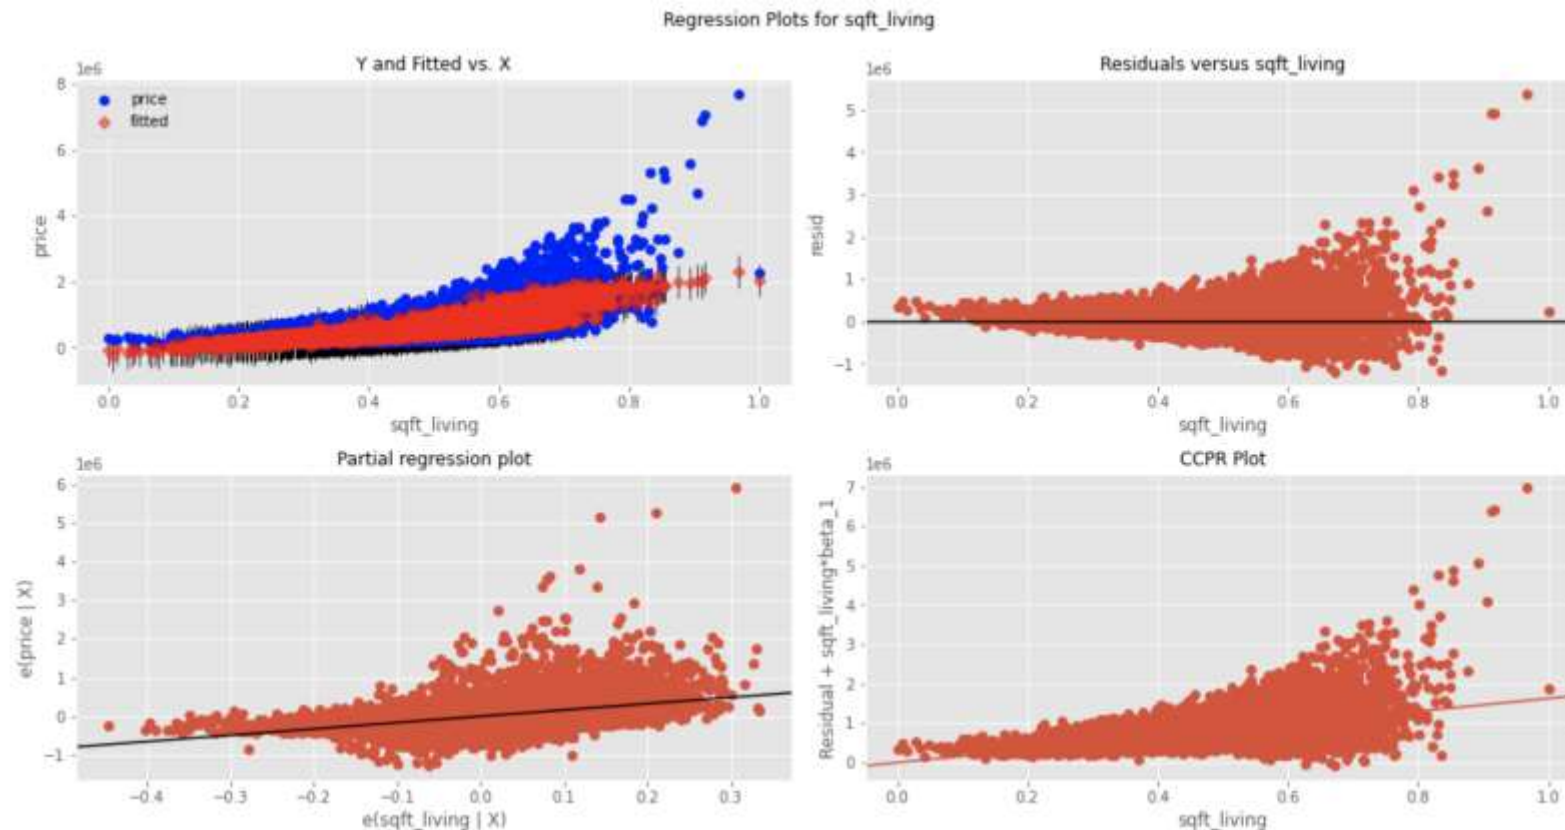 Regression Plots for sqft_living
Y and Fitted vs. X
1e6
8
6
4
2
0
price
price
fitted
0.0 0.2 0.4 0.6 0.8 1.0
sqft_living
Residuals versus sqft_living
1e6
5
4
3
2
1
0
−1
resid
0.0 0.2 0.4 0.6 0.8 1.0
sqft_living
Partial regression plot
1e6
6
5
4
3
2
1
0
−1
e(price | X)
−0.4 −0.3 −0.2 −0.1 0.0 0.1 0.2 0.3
e(sqft_living | X)
CCPR Plot
1e6
7
6
5
4
3
2
1
0
Residual + sqft_living*beta_1
0.0 0.2 0.4 0.6 0.8 1.0
sqft_living